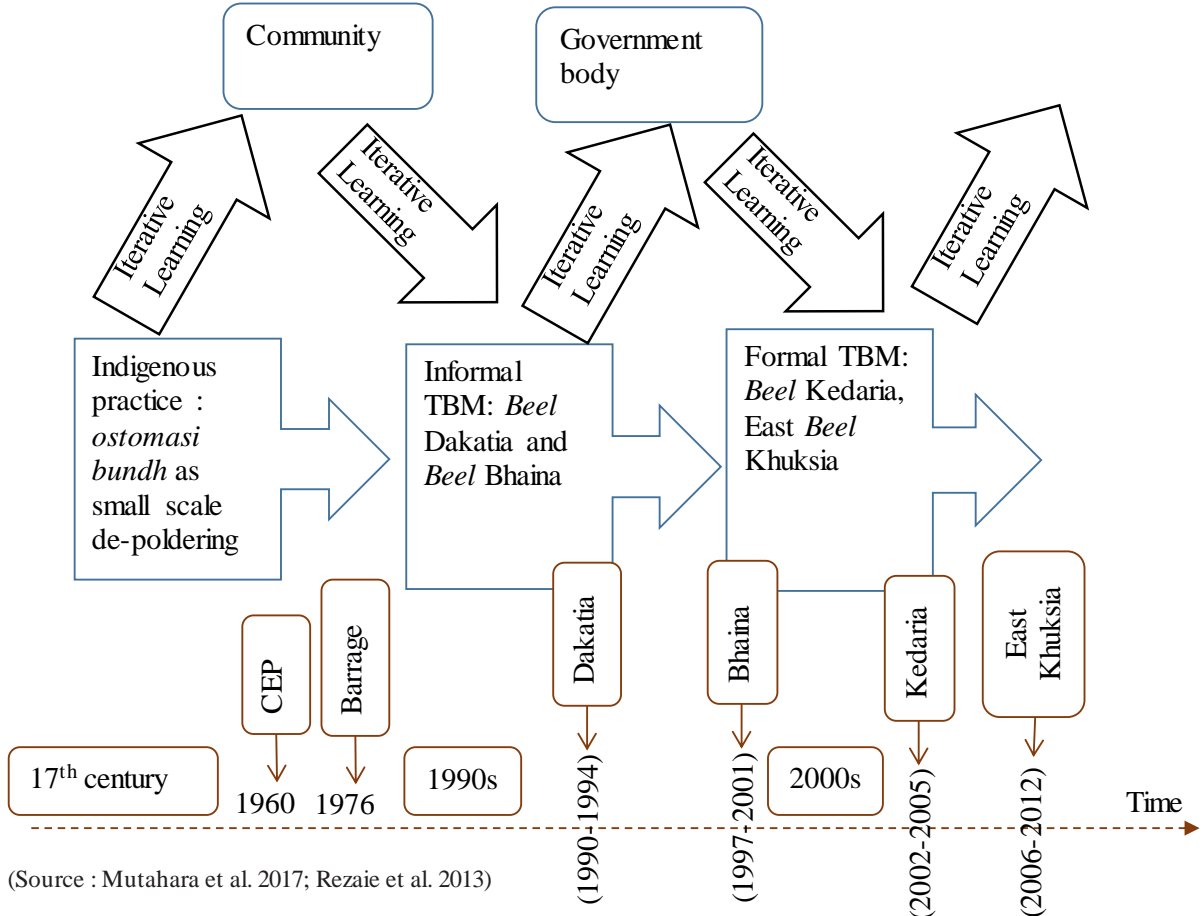 Community
Government
body
Iterative
Learning
Iterative
Learning
Iterative
Learning
Iterative
Learning
Iterative
Learning
Indigenous
practice :
ostomasi
bundh as
small scale
de-poldering
Informal
TBM: Beel
Dakatia and
Beel Bhaina
Formal TBM:
Beel Kedaria,
East Beel
Khuksia
CEP
Barrage
Dakatia
Bhaina
Kedaria
East
Khuksia
17th century
1960
1976
1990s
(1990-1994)
(1997-2001)
2000s
(2002-2005)
(2006-2012)
Time
(Source : Mutahara et al. 2017; Rezaie et al. 2013)